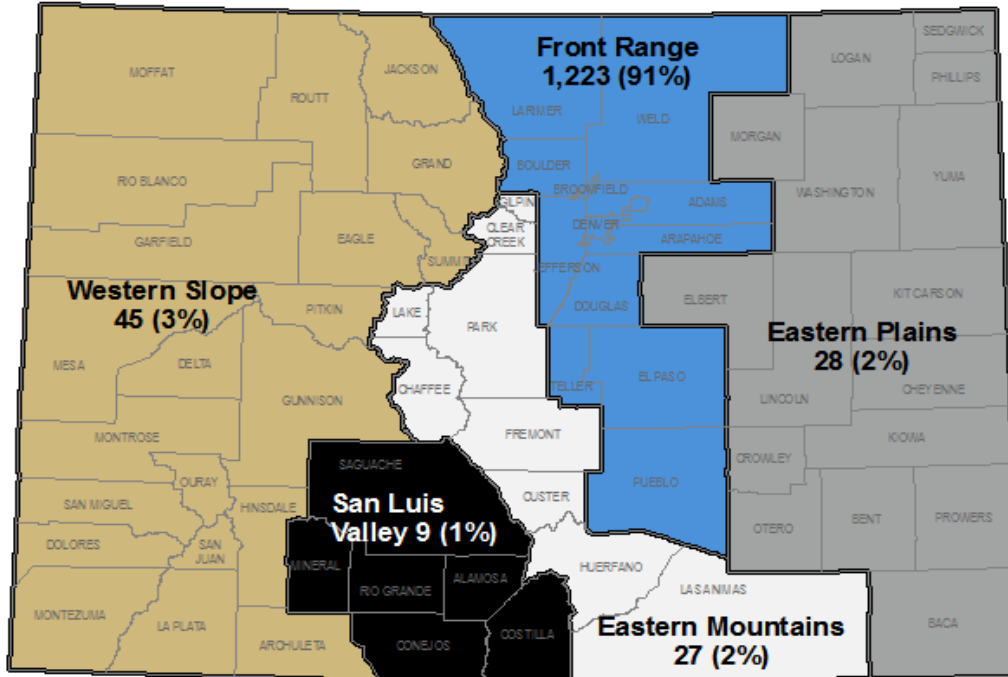 SEDGWICK
LOGAN
Front Range
1,223 (91%)
JACKSON
MOFFAT
PHILLIPS
ROUTT
LARIMER
WELD
MORGAN
GRAND
BOULDER
RIO BLANCO
YUMA
BROOMFIELD
WASHINGTON
GILPIN
ADAMS
CLEAR
CREEK
DENVER
GARFIELD
EAGLE
ARAPAHOE
SUMMIT
JEFFERSON
Western Slope
45 (3%)
KIT CARSON
ELBERT
PITKIN
DOUGLAS
LAKE
PARK
Eastern Plains
28 (2%)
MESA
DELTA
EL PASO
TELLER
CHAFFEE
CHEYENNE
GUNNISON
LINCOLN
FREMONT
MONTROSE
KIOWA
CROWLEY
SAGUACHE
OURAY
PUEBLO
CUSTER
SAN MIGUEL
HINSDALE
San Luis
Valley 9 (1%)
BENT
PROWERS
OTERO
DOLORES
SAN
JUAN
MINERAL
HUERFANO
ALAMOSA
RIO GRANDE
LAS ANIMAS
MONTEZUMA
LA PLATA
BACA
Eastern Mountains
27 (2%)
COSTILLA
ARCHULETA
CONEJOS